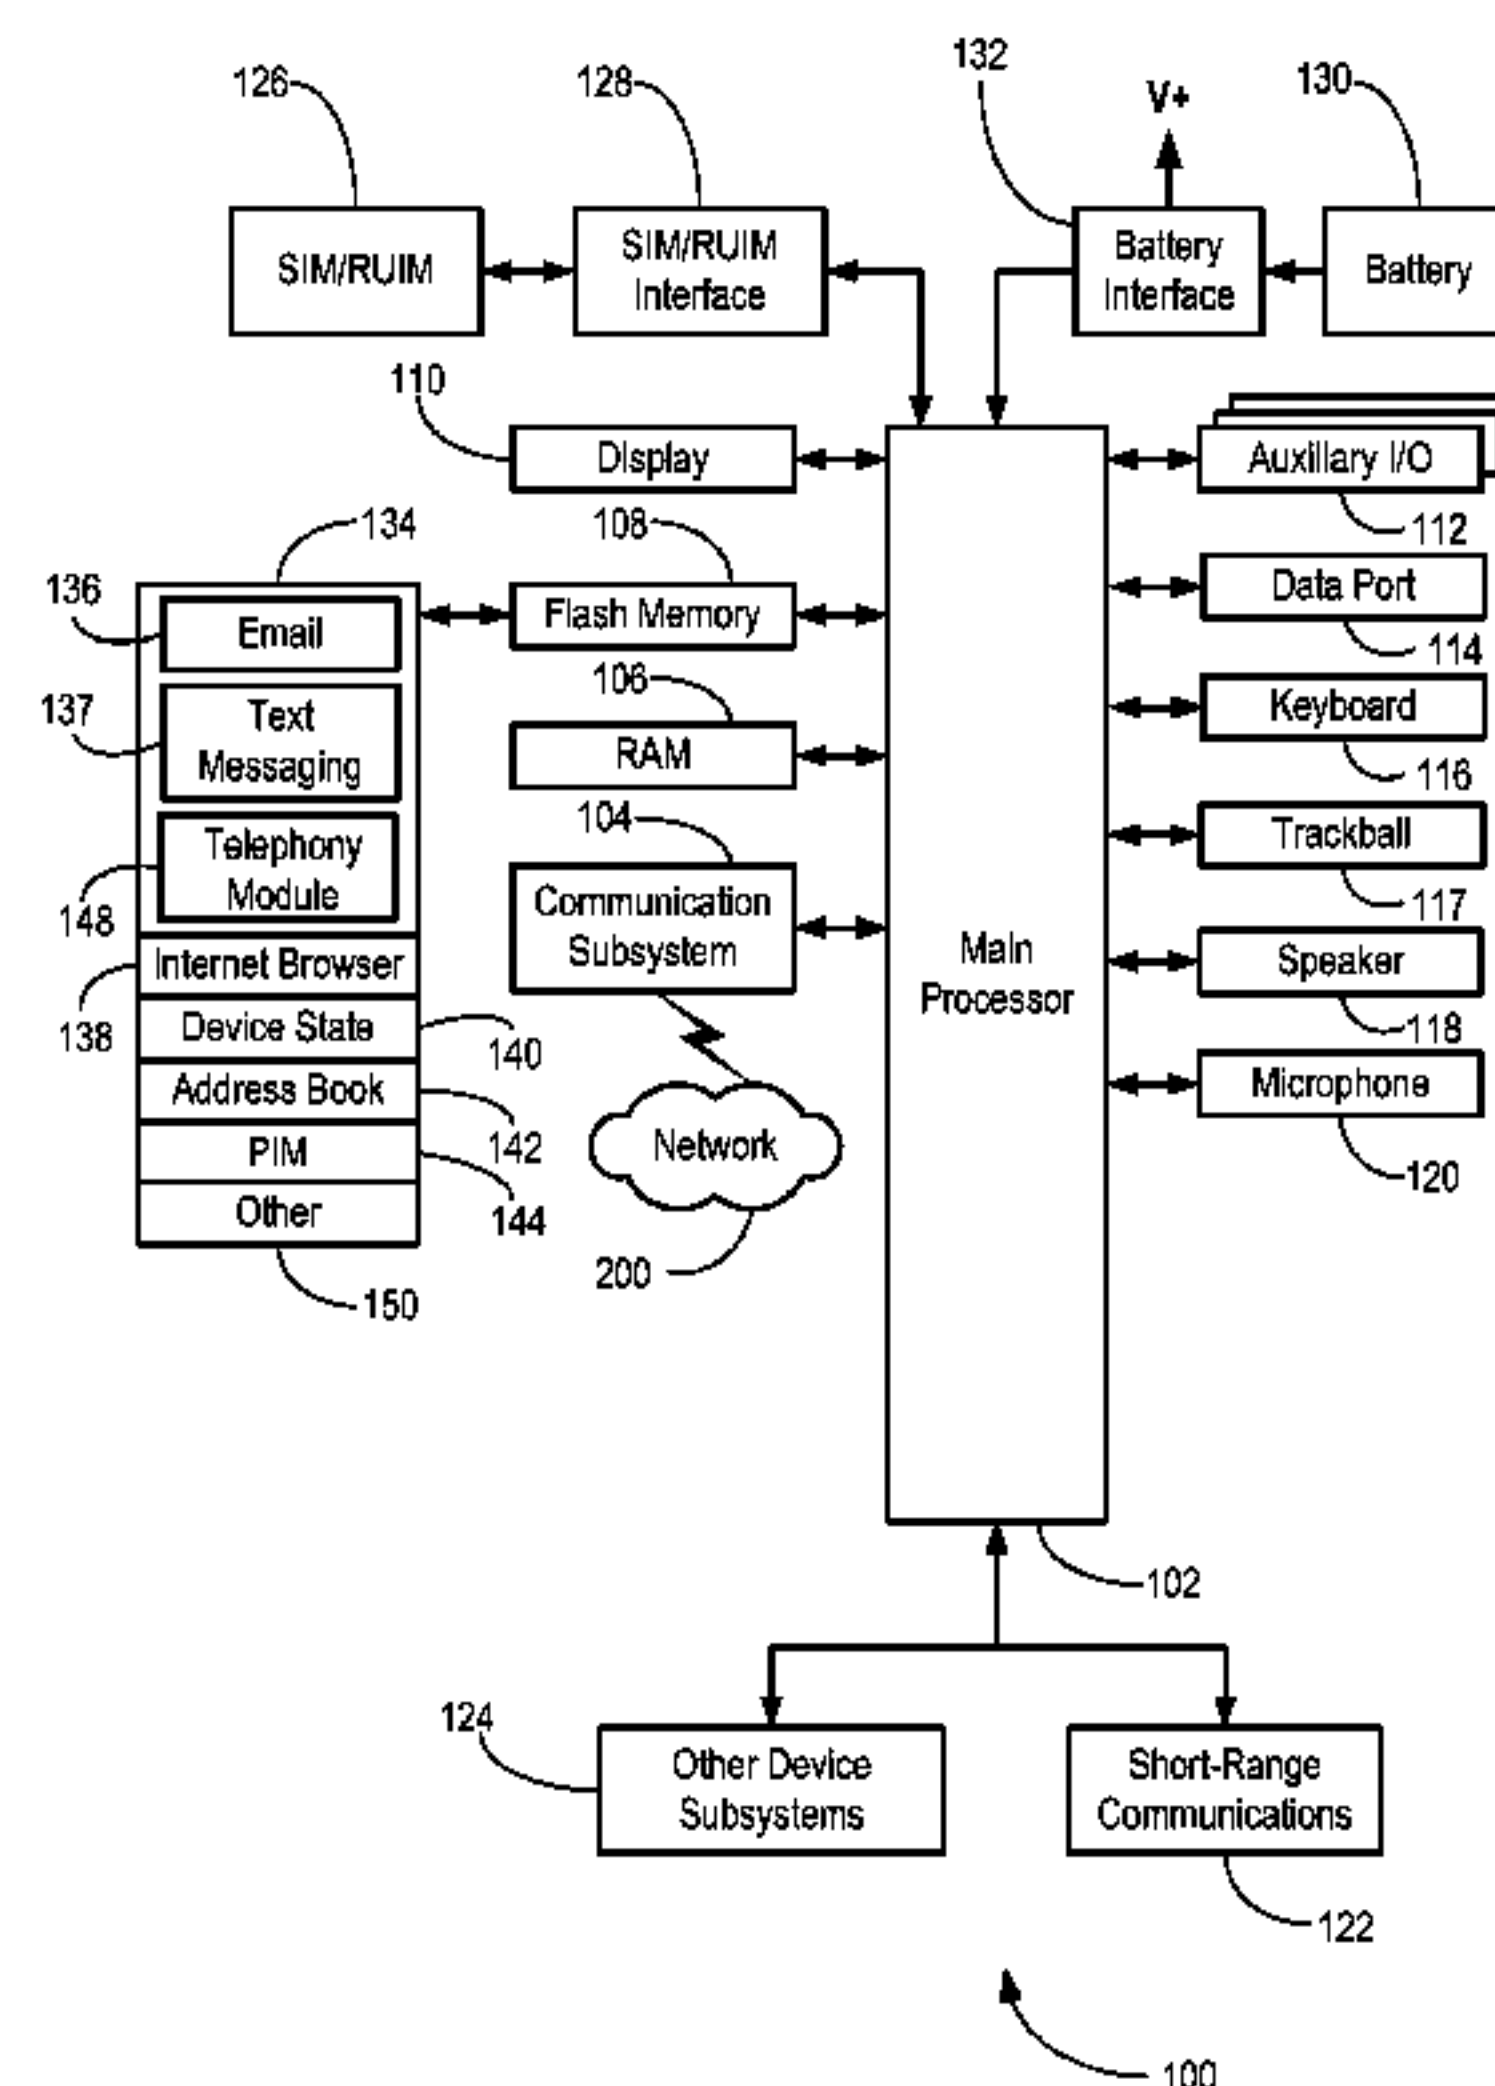 126
128
132
V+
130
SIM/RUIM
SIM/RUIM
Interface
Battery
Interface
Battery
110
Display
Auxillary I/O
112
134
108
136
Email
Flash Memory
Data Port
114
137
Text
Messaging
106
RAM
Keyboard
116
104
148
Telephony
Module
Communication
Subsystem
Trackball
117
Main
Processor
Internet Browser
138
Speaker
118
Device State
140
Address Book
142
Network
200
Microphone
120
PIM
144
Other
150
102
124
Other Device
Subsystems
Short-Range
Communications
122
100